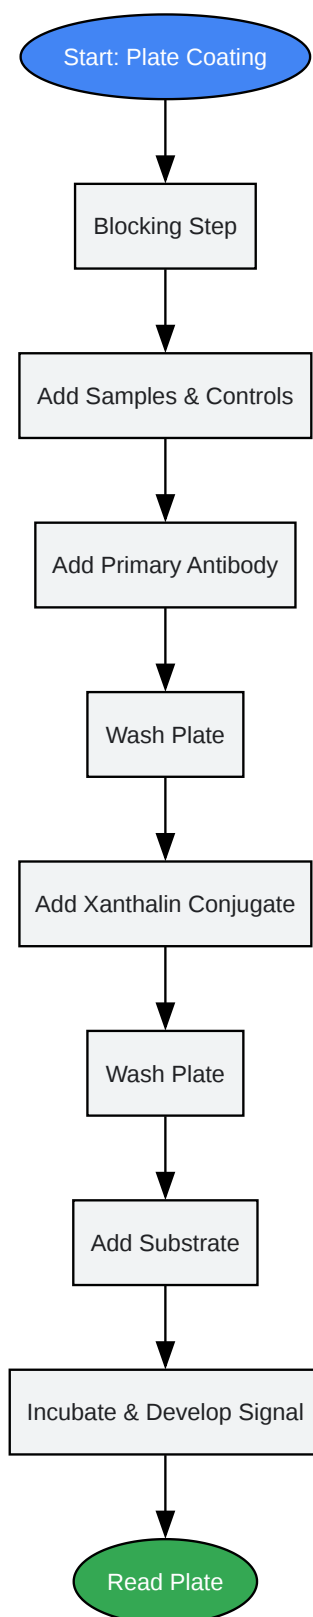 Start: Plate Coating
Blocking Step
Add Samples & Controls
Add Primary Antibody
Wash Plate
Add Xanthalin Conjugate
Wash Plate
Add Substrate
Incubate & Develop Signal
Read Plate